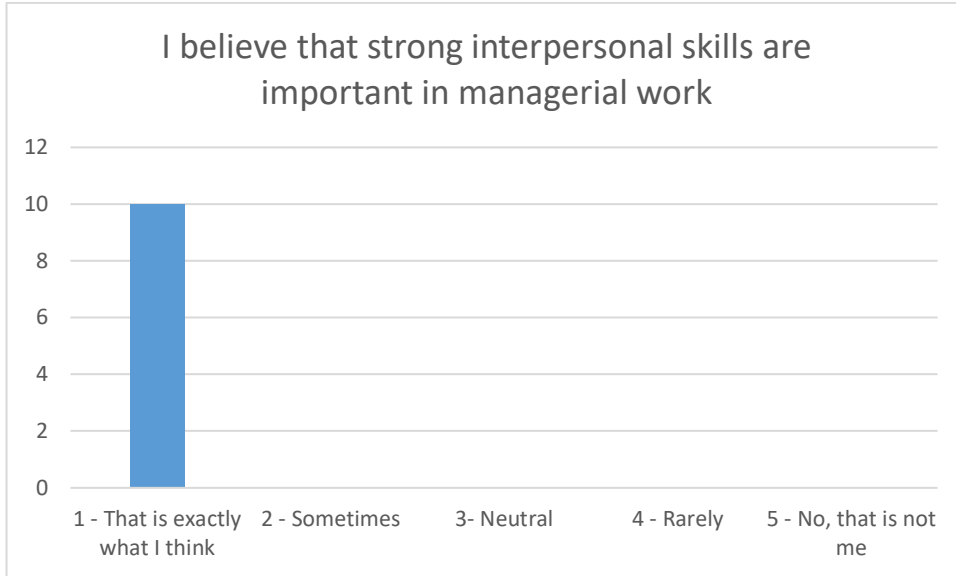 I believe that strong interpersonal skills are
important in managerial work
12
10
8
6
4
2
0
1 - That is exactly what I think
2 - Sometimes
3- Neutral
4 - Rarely
5 - No, that is not me